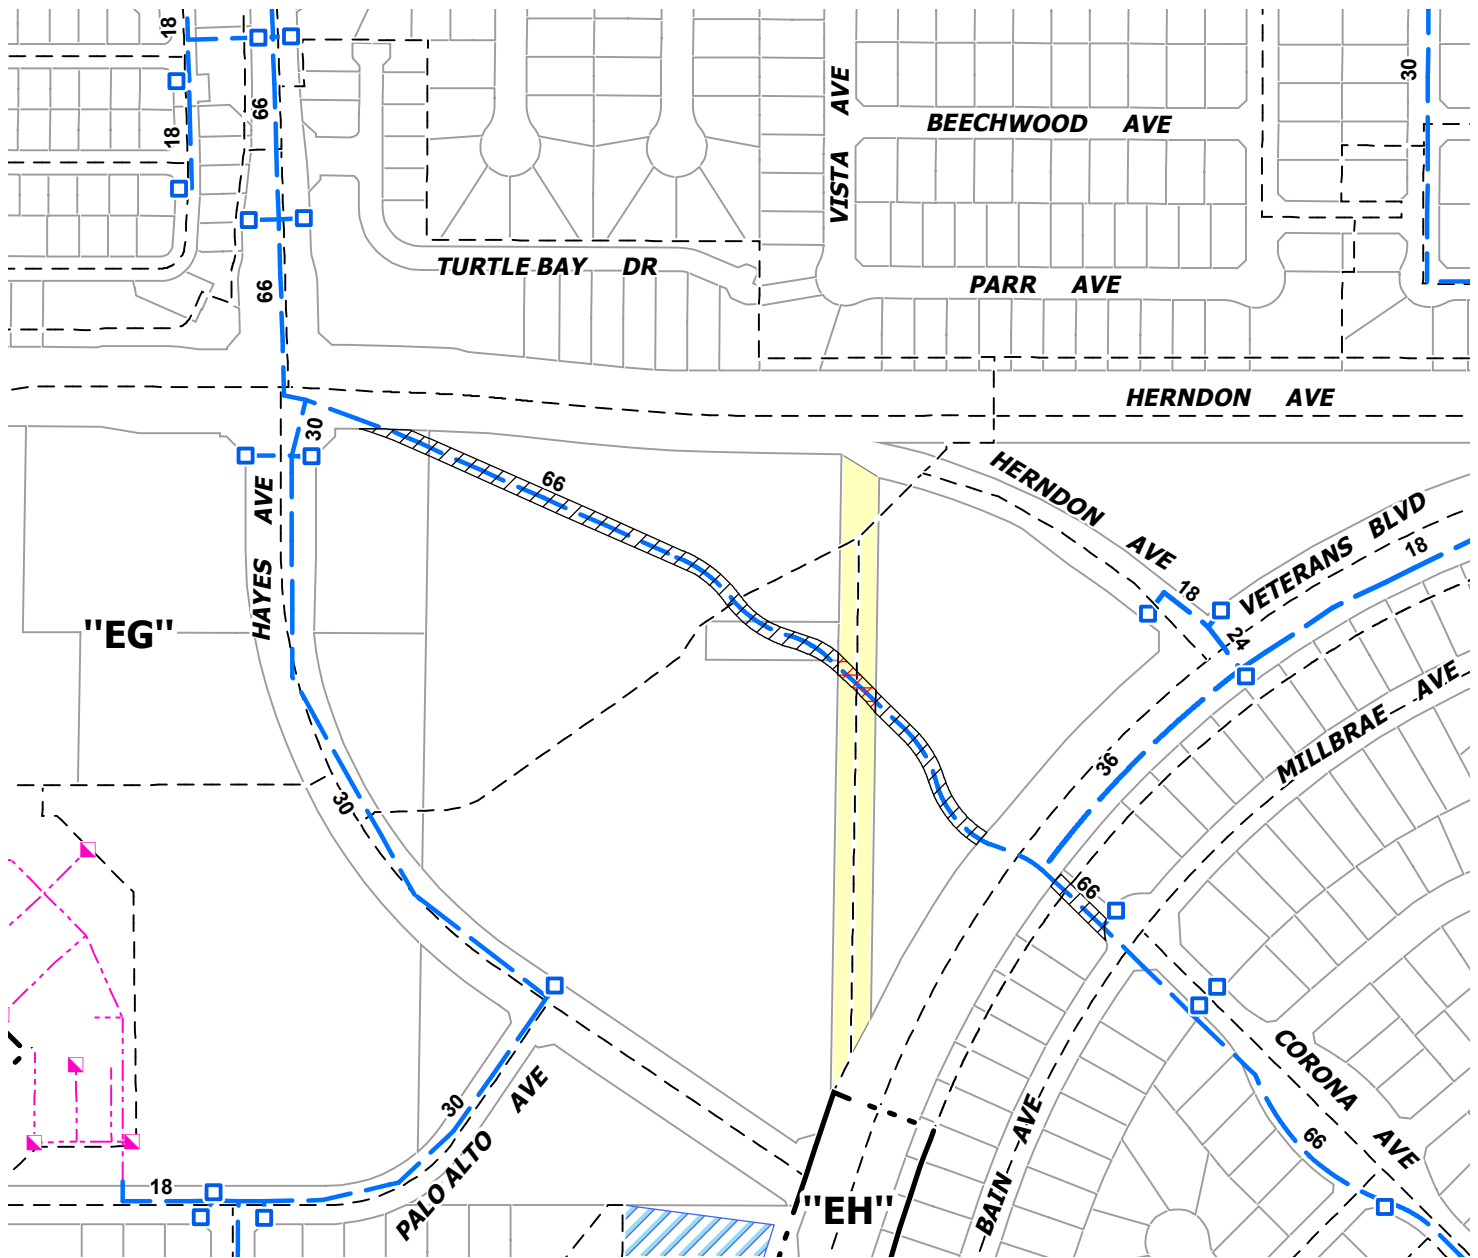 18
66
30
AVE
BEECHWOOD AVE
18
VISTA
TURTLE BAY DR
66
PARR AVE
HERNDON AVE
30
66
HERNDON AVE
HAYES AVE
VETERANS BLVD
18
18
24
"EG"
MILLBRAE AVE
36
30
66
CORONA AVE
30
PALO ALTO AVE
BAIN AVE
66
18
"EH"